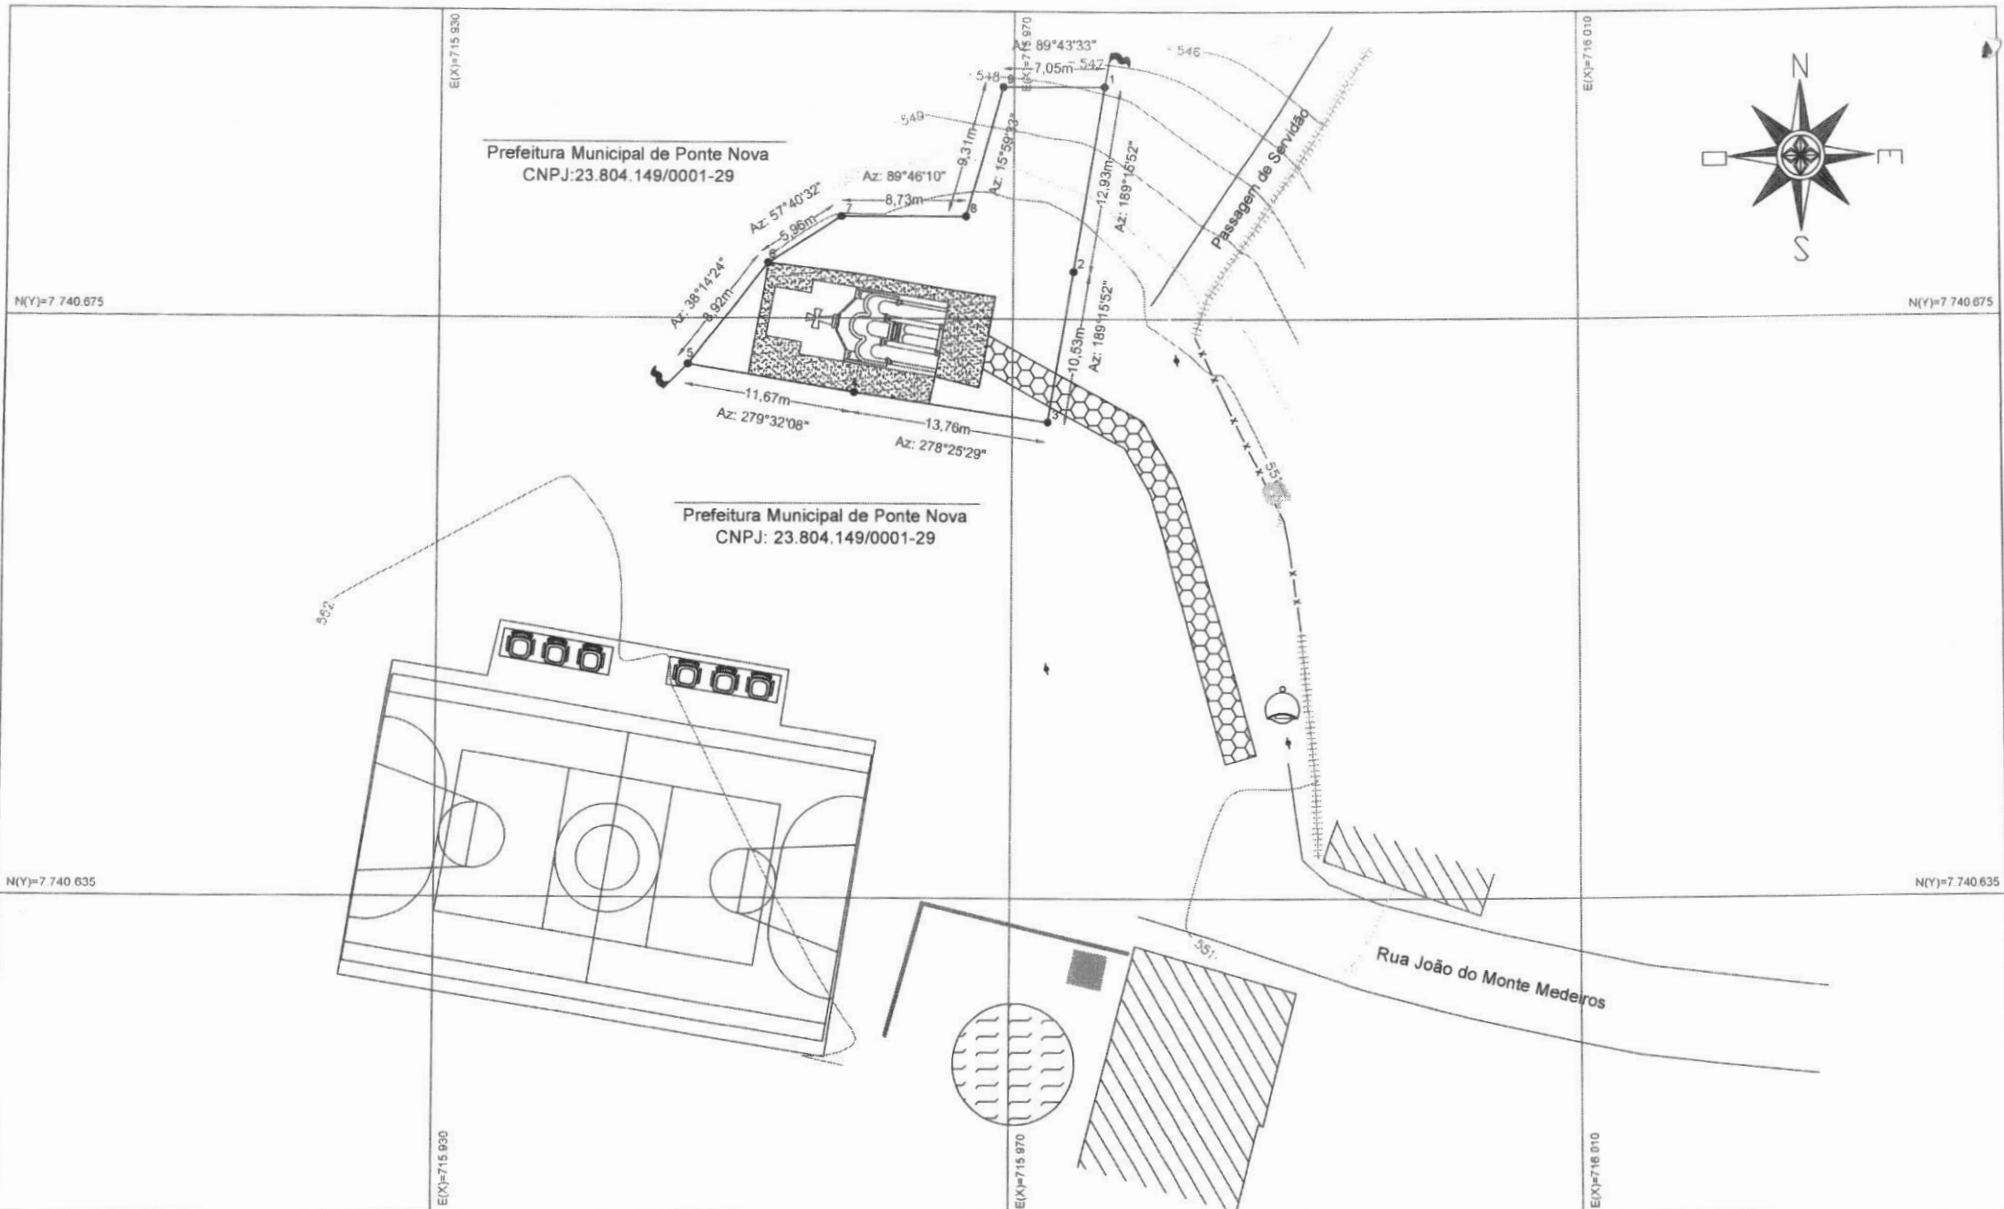 E(X)=715 930
E(X)=715 970
E(X)=716 010
Az: 89°43'33"
7,05m
546
547
548
549
9
1
N
E
S
O
Prefeitura Municipal de Ponte Nova
CNPJ:23.804.149/0001-29
9,31m
Az: 15°59'33"
12,93m
Az: 189°15'52"
Passagem de Servidão
Az: 89°46'10"
8,73m
Az: 57°40'32"
5,96m
7
8
6
2
Az: 38°14'24"
8,92m
N(Y)=7.740.675
N(Y)=7.740.675
10,53m
Az: 189°15'52"
5
4
3
11,67m
Az: 279°32'08"
13,76m
Az: 278°25'29"
Prefeitura Municipal de Ponte Nova
CNPJ: 23.804.149/0001-29
552
N(Y)=7.740.635
N(Y)=7.740.635
551
Rua João do Monte Medeiros
E(X)=715 930
E(X)=715 970
E(X)=716 010